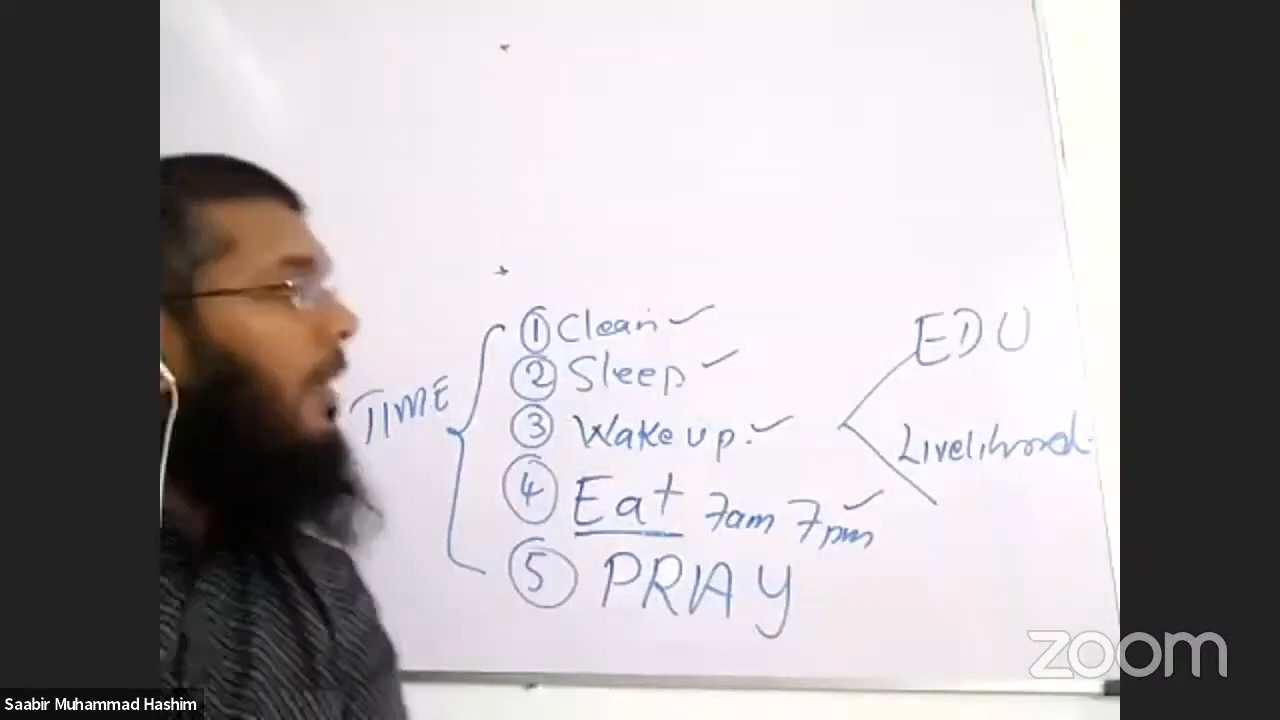 ① Clean ✓
② Sleep ✓
③ Wake up. ✓
④ Eat 7am 7pm ✓
⑤ PRAY
TIME
EDU
Livelihood
zoom
Saabir Muhammad Hashim